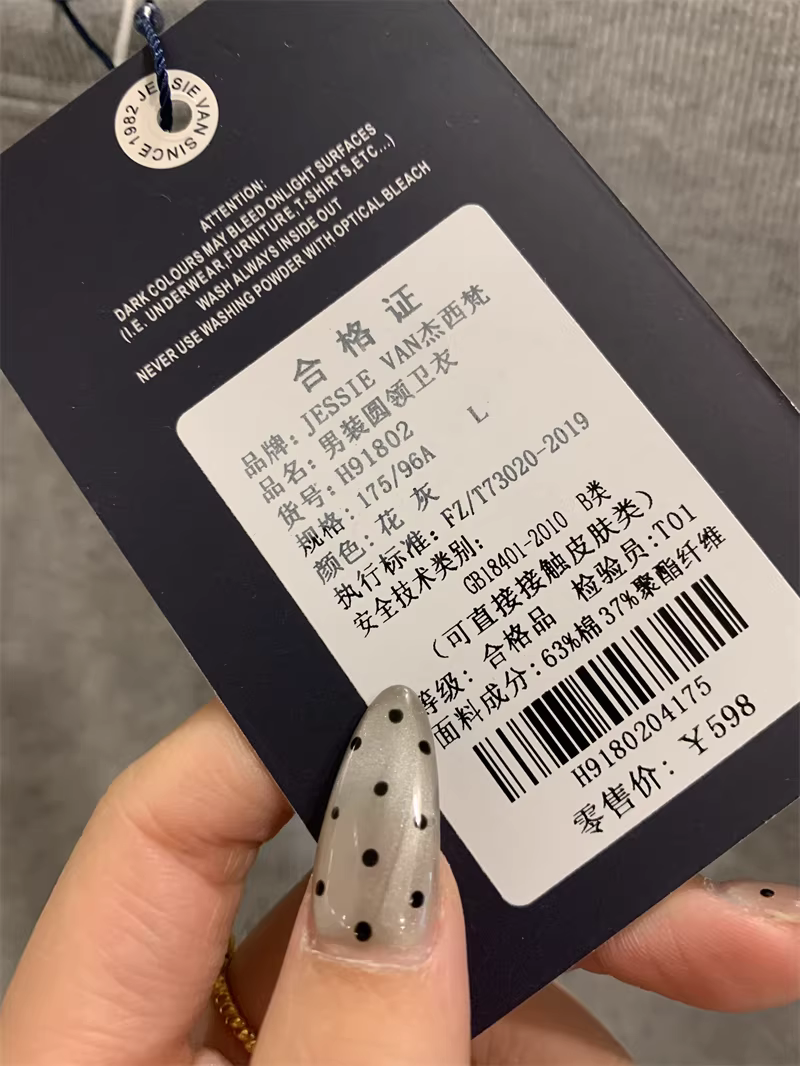 JESSIE VAN SINCE 1982
ATTENTION:
DARK COLOURS MAY BLEED ONLIGHT SURFACES
(I.E. UNDERWEAR,FURNITURE,T-SHIRTS,ETC...)
WASH ALWAYS INSIDE OUT
NEVER USE WASHING POWDER WITH OPTICAL BLEACH
合格证
品牌: JESSIE VAN杰西梵
品名: 男装圆领卫衣
货号: H91802 L
规格: 175/96A
颜色: 花 灰
执行标准: FZ/T73020-2019
安全技术类别:
GB18401-2010 B类
(可直接接触皮肤类)
等级: 合格品 检验员:T01
面料成分: 63%棉 37%聚酯纤维
H9180204175
零售价: ¥598